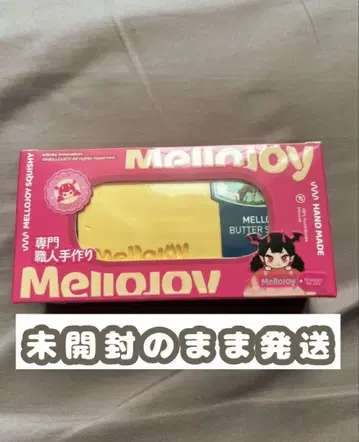 MelloJoy
MELLOJOY SQUISHY
HAND MADE
MELLO
BUTTER S
MelloJoy
専門
職人手作り
MelloJoy
MelloJoy
未開封のまま発送